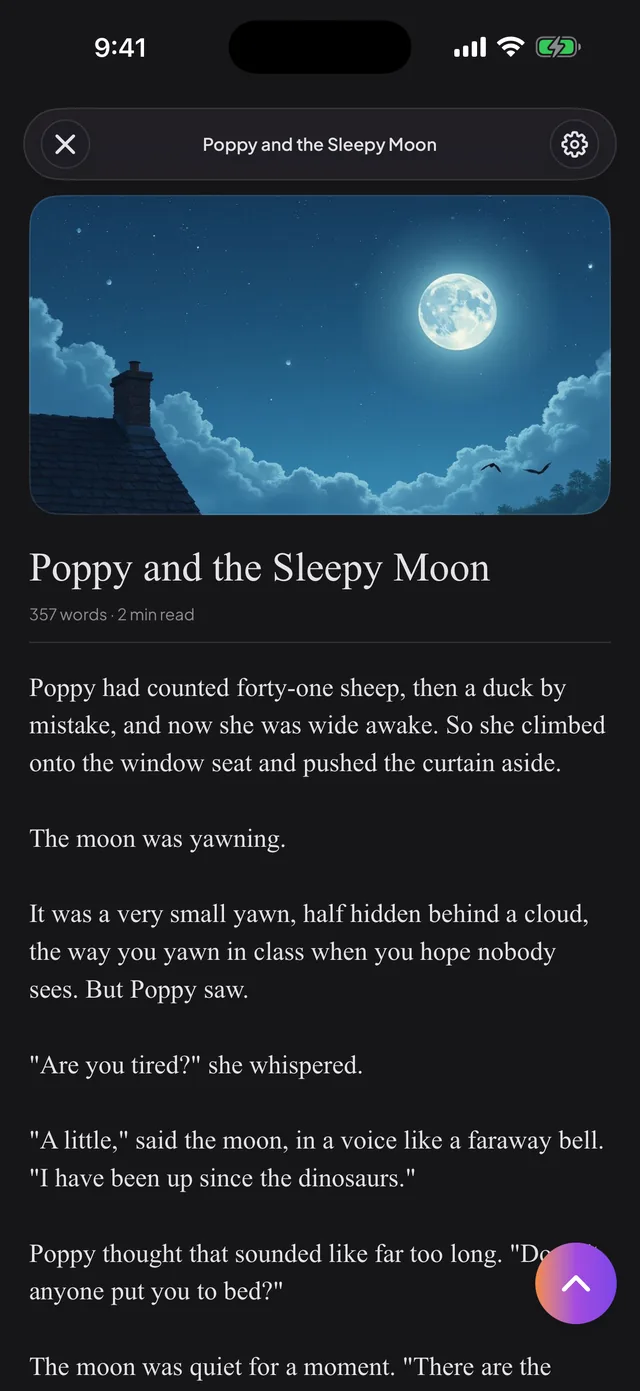 9:41
Poppy and the Sleepy Moon
Poppy and the Sleepy Moon
357 words · 2 min read
Poppy had counted forty-one sheep, then a duck by
mistake, and now she was wide awake. So she climbed
onto the window seat and pushed the curtain aside.
The moon was yawning.
It was a very small yawn, half hidden behind a cloud,
the way you yawn in class when you hope nobody
sees. But Poppy saw.
"Are you tired?" she whispered.
"A little," said the moon, in a voice like a faraway bell.
"I have been up since the dinosaurs."
Poppy thought that sounded like far too long.
anyone put you to bed?"
The moon was quiet for a moment. "There are the